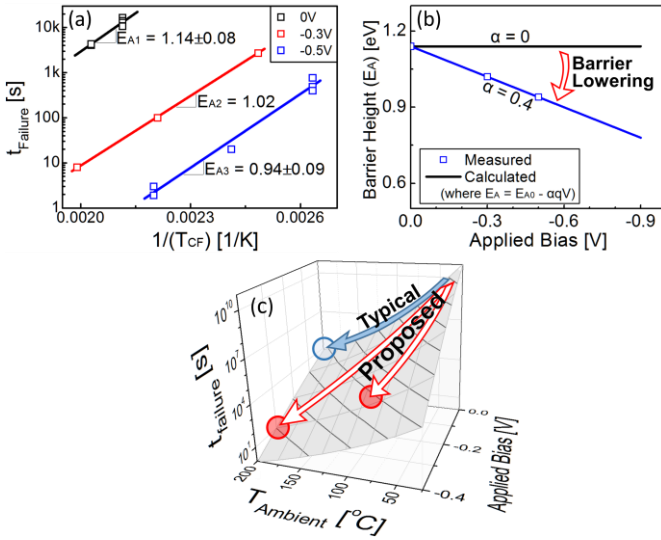 (a)
0V
-0.3V
-0.5V
E_A1 = 1.14±0.08
E_A2 = 1.02
E_A3 = 0.94±0.09
10k
1k
100
10
1
t_Failure [s]
0.0020
0.0023
0.0026
1/(T_CF) [1/K]
(b)
α = 0
Barrier
Lowering
α = 0.4
Measured
Calculated
(where E_A = E_A0 - αqV)
1.2
0.9
0.6
Barrier Height (E_A) [eV]
0.0
-0.3
-0.6
-0.9
Applied Bias [V]
(c)
Typical
Proposed
10^10
10^7
10^4
10^1
t_failure [s]
200
150
100
50
T_Ambient [°C]
0.0
-0.2
-0.4
Applied Bias [V]